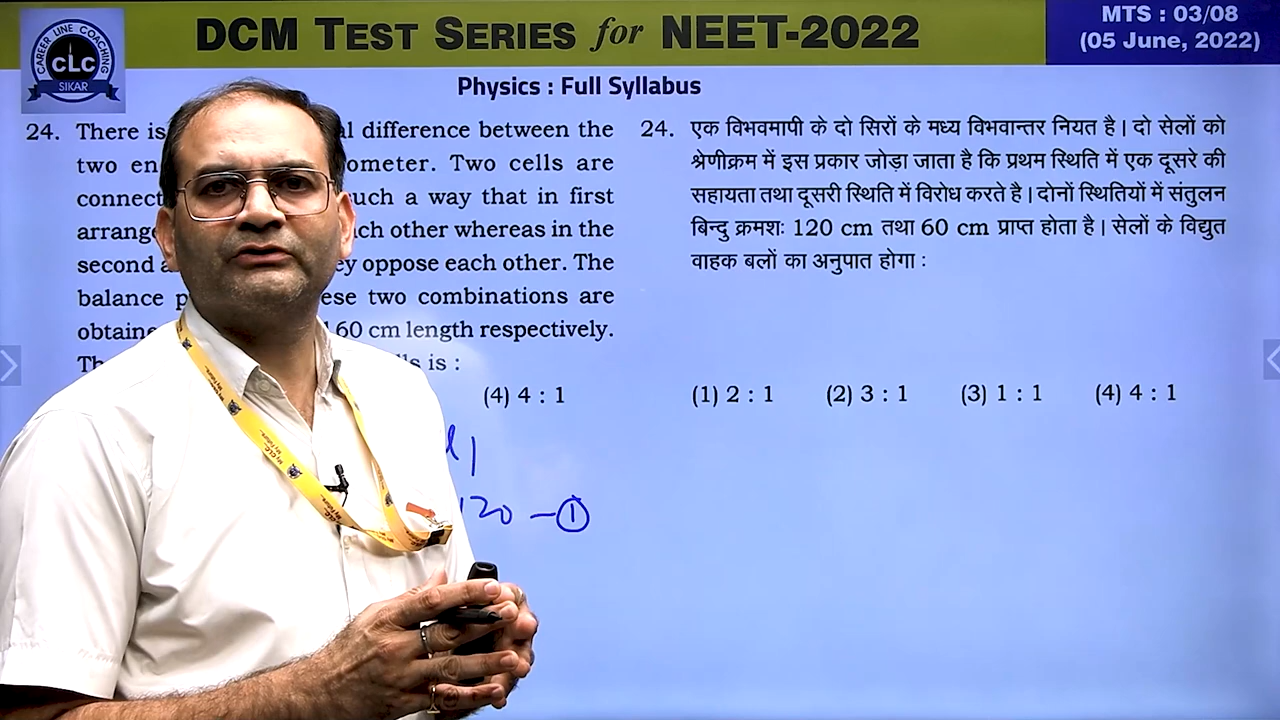 CAREER LINE COACHING
CLC
SIKAR
DCM TEST SERIES for NEET-2022
MTS : 03/08
(05 June, 2022)
Physics : Full Syllabus
24. There is al difference between the
two en ometer. Two cells are
connect uch a way that in first
arrange ach other whereas in the
second a ey oppose each other. The
balance p ese two combinations are
obtaine 60 cm length respectively.
Th lls is :
(4) 4 : 1
120 - 1
24. एक विभवमापी के दो सिरों के मध्य विभवान्तर नियत है। दो सेलों को
श्रेणीक्रम में इस प्रकार जोड़ा जाता है कि प्रथम स्थिति में एक दूसरे की
सहायता तथा दूसरी स्थिति में विरोध करते है। दोनों स्थितियों में संतुलन
बिन्दु क्रमशः 120 cm तथा 60 cm प्राप्त होता है। सेलों के विद्युत
वाहक बलों का अनुपात होगा :
(1) 2 : 1 (2) 3 : 1 (3) 1 : 1 (4) 4 : 1